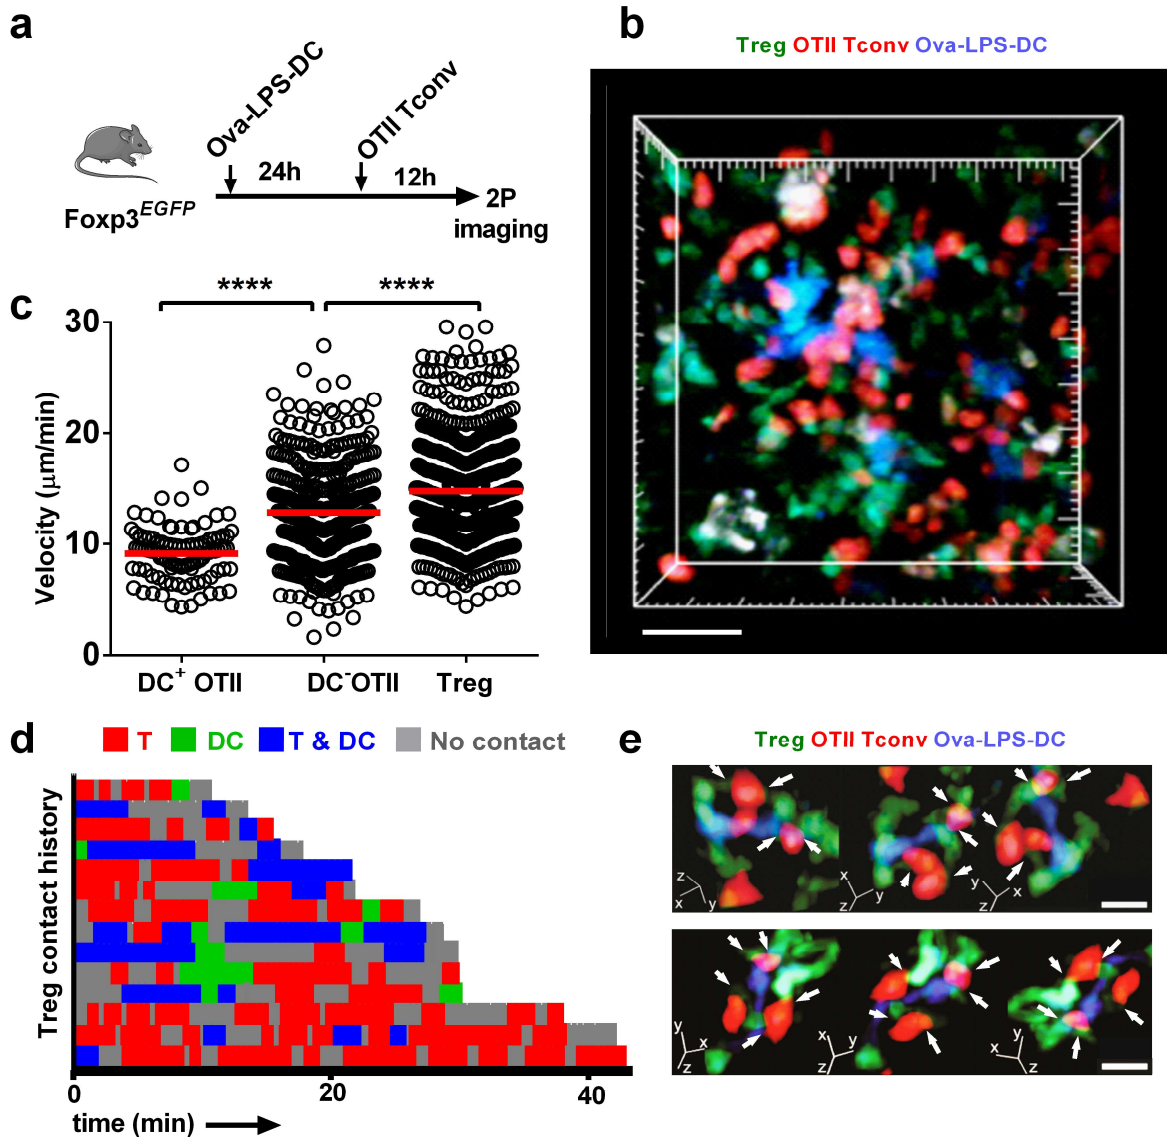 a
Ova-LPS-DC
OTII Tconv
24h
12h
Foxp3EGFP
2P
imaging
b
Treg OTII Tconv Ova-LPS-DC
c
****
****
30
20
10
0
Velocity (μm/min)
DC+ OTII
DC-OTII
Treg
d
T
DC
T & DC
No contact
Treg contact history
0
20
40
time (min)
e
Treg OTII Tconv Ova-LPS-DC
z
x
y
x
y
z
y
x
z
y
x
z
x
y
z
y
x
z